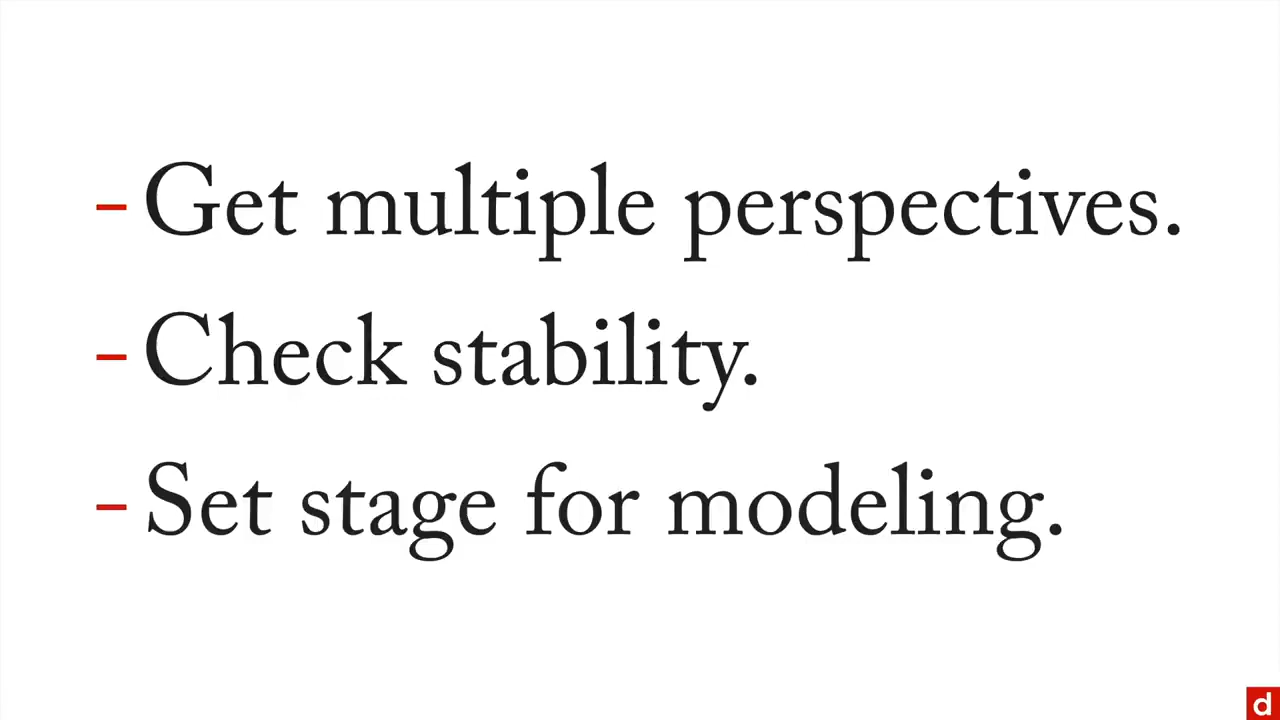 - Get multiple perspectives.
- Check stability.
- Set stage for modeling.
d